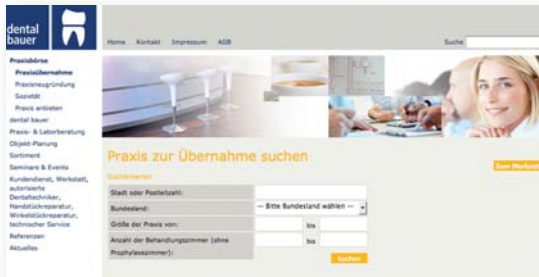 dental
bauer
Home Kontakt Impressum AGB
Suche
Praxisbörse
Praxisübernahme
Praxisneugründung
Sozietät
Praxis anbieten
dental bauer
Praxis- & Laborberatung
Objekt-Planung
Sortiment
Seminare & Events
Kundendienst, Werkstatt,
autorisierte
Dentaltechniker,
Handstückreparatur,
Winkelstückreparatur,
technischer Service
Referenzen
Aktuelles
Praxis zur Übernahme suchen
Zum Merkzet
Suchkriterien
Stadt oder Postleitzahl:
Bundesland: -- Bitte Bundesland wählen --
Größe der Praxis von: bis
Anzahl der Behandlungszimmer (ohne bis
Prophylaxezimmer):
Suchen